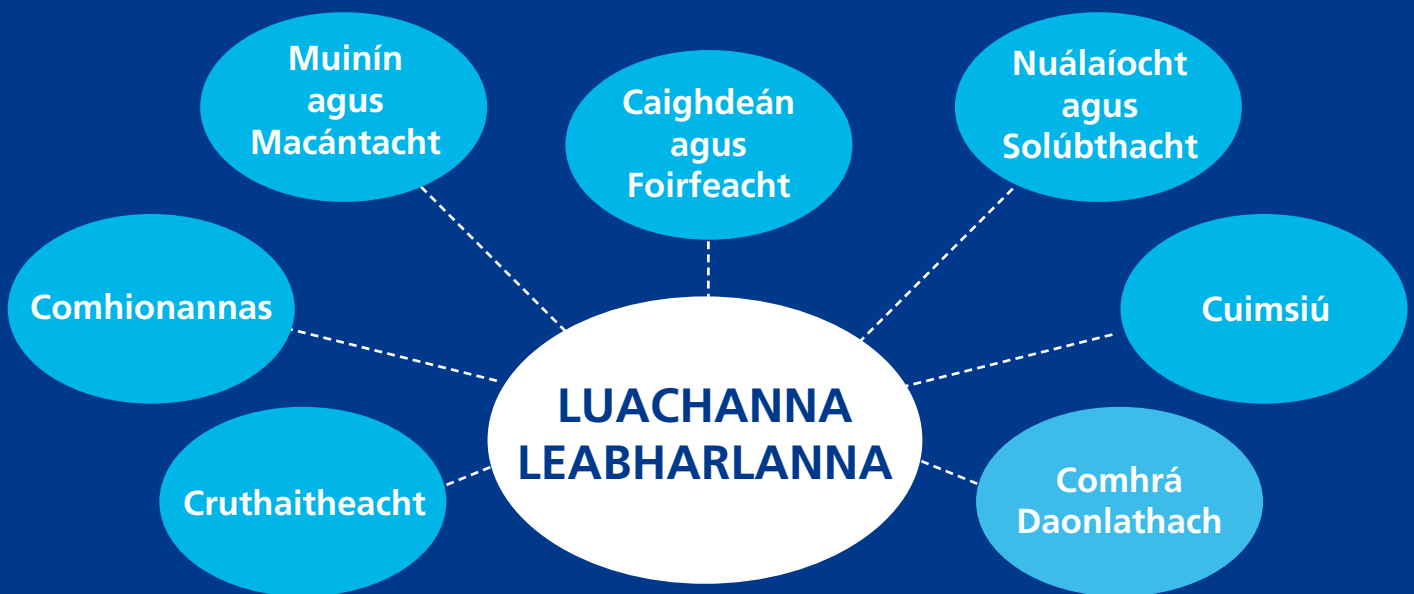 Muinín
agus
Macántacht
Caighdeán
agus
Foirfeacht
Nuálaíocht
agus
Solúbthacht
Comhionannas
Cuimsiú
LUACHANNA
LEABHARLANNA
Cruthaitheacht
Comhrá
Daonlathach